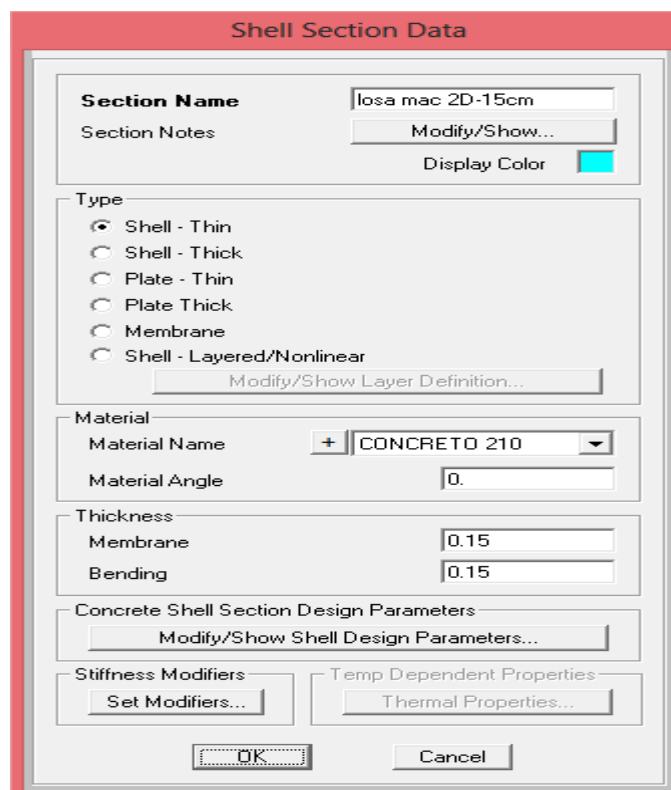 Shell Section Data
Section Name losa mac 2D-15cm
Section Notes Modify/Show...
Display Color
Type
Shell - Thin
Shell - Thick
Plate - Thin
Plate Thick
Membrane
Shell - Layered/Nonlinear
Modify/Show Layer Definition...
Material
Material Name + CONCRETO 210
Material Angle 0.
Thickness
Membrane 0.15
Bending 0.15
Concrete Shell Section Design Parameters
Modify/Show Shell Design Parameters...
Stiffness Modifiers Temp Dependent Properties
Set Modifiers... Thermal Properties...
OK Cancel